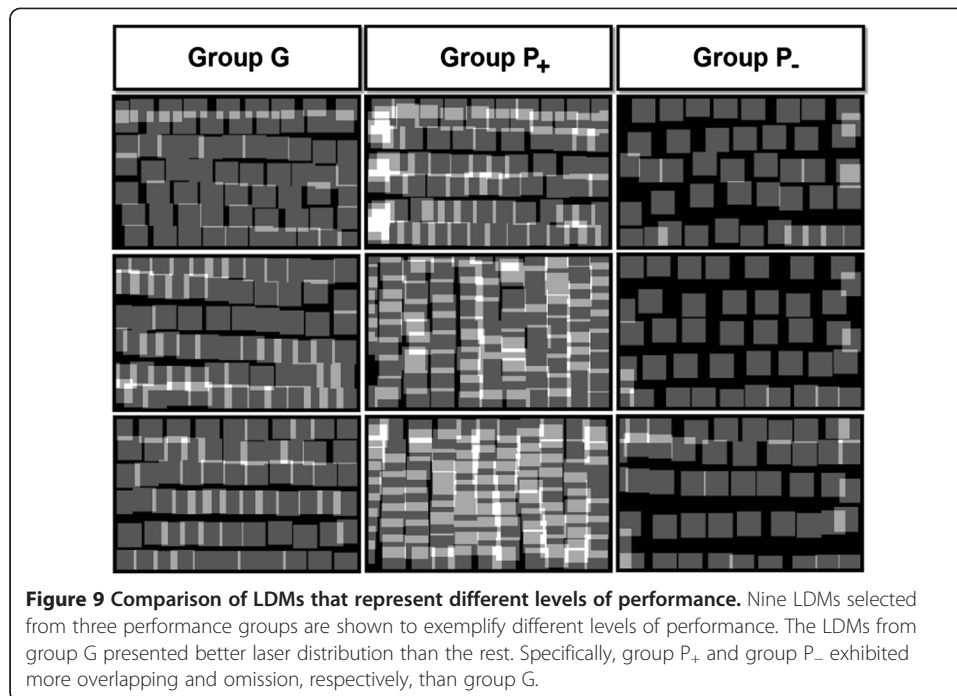 Group G
Group P₊
Group P₋
Figure 9 Comparison of LDMs that represent different levels of performance. Nine LDMs selected
from three performance groups are shown to exemplify different levels of performance. The LDMs from
group G presented better laser distribution than the rest. Specifically, group P₊ and group P₋ exhibited
more overlapping and omission, respectively, than group G.